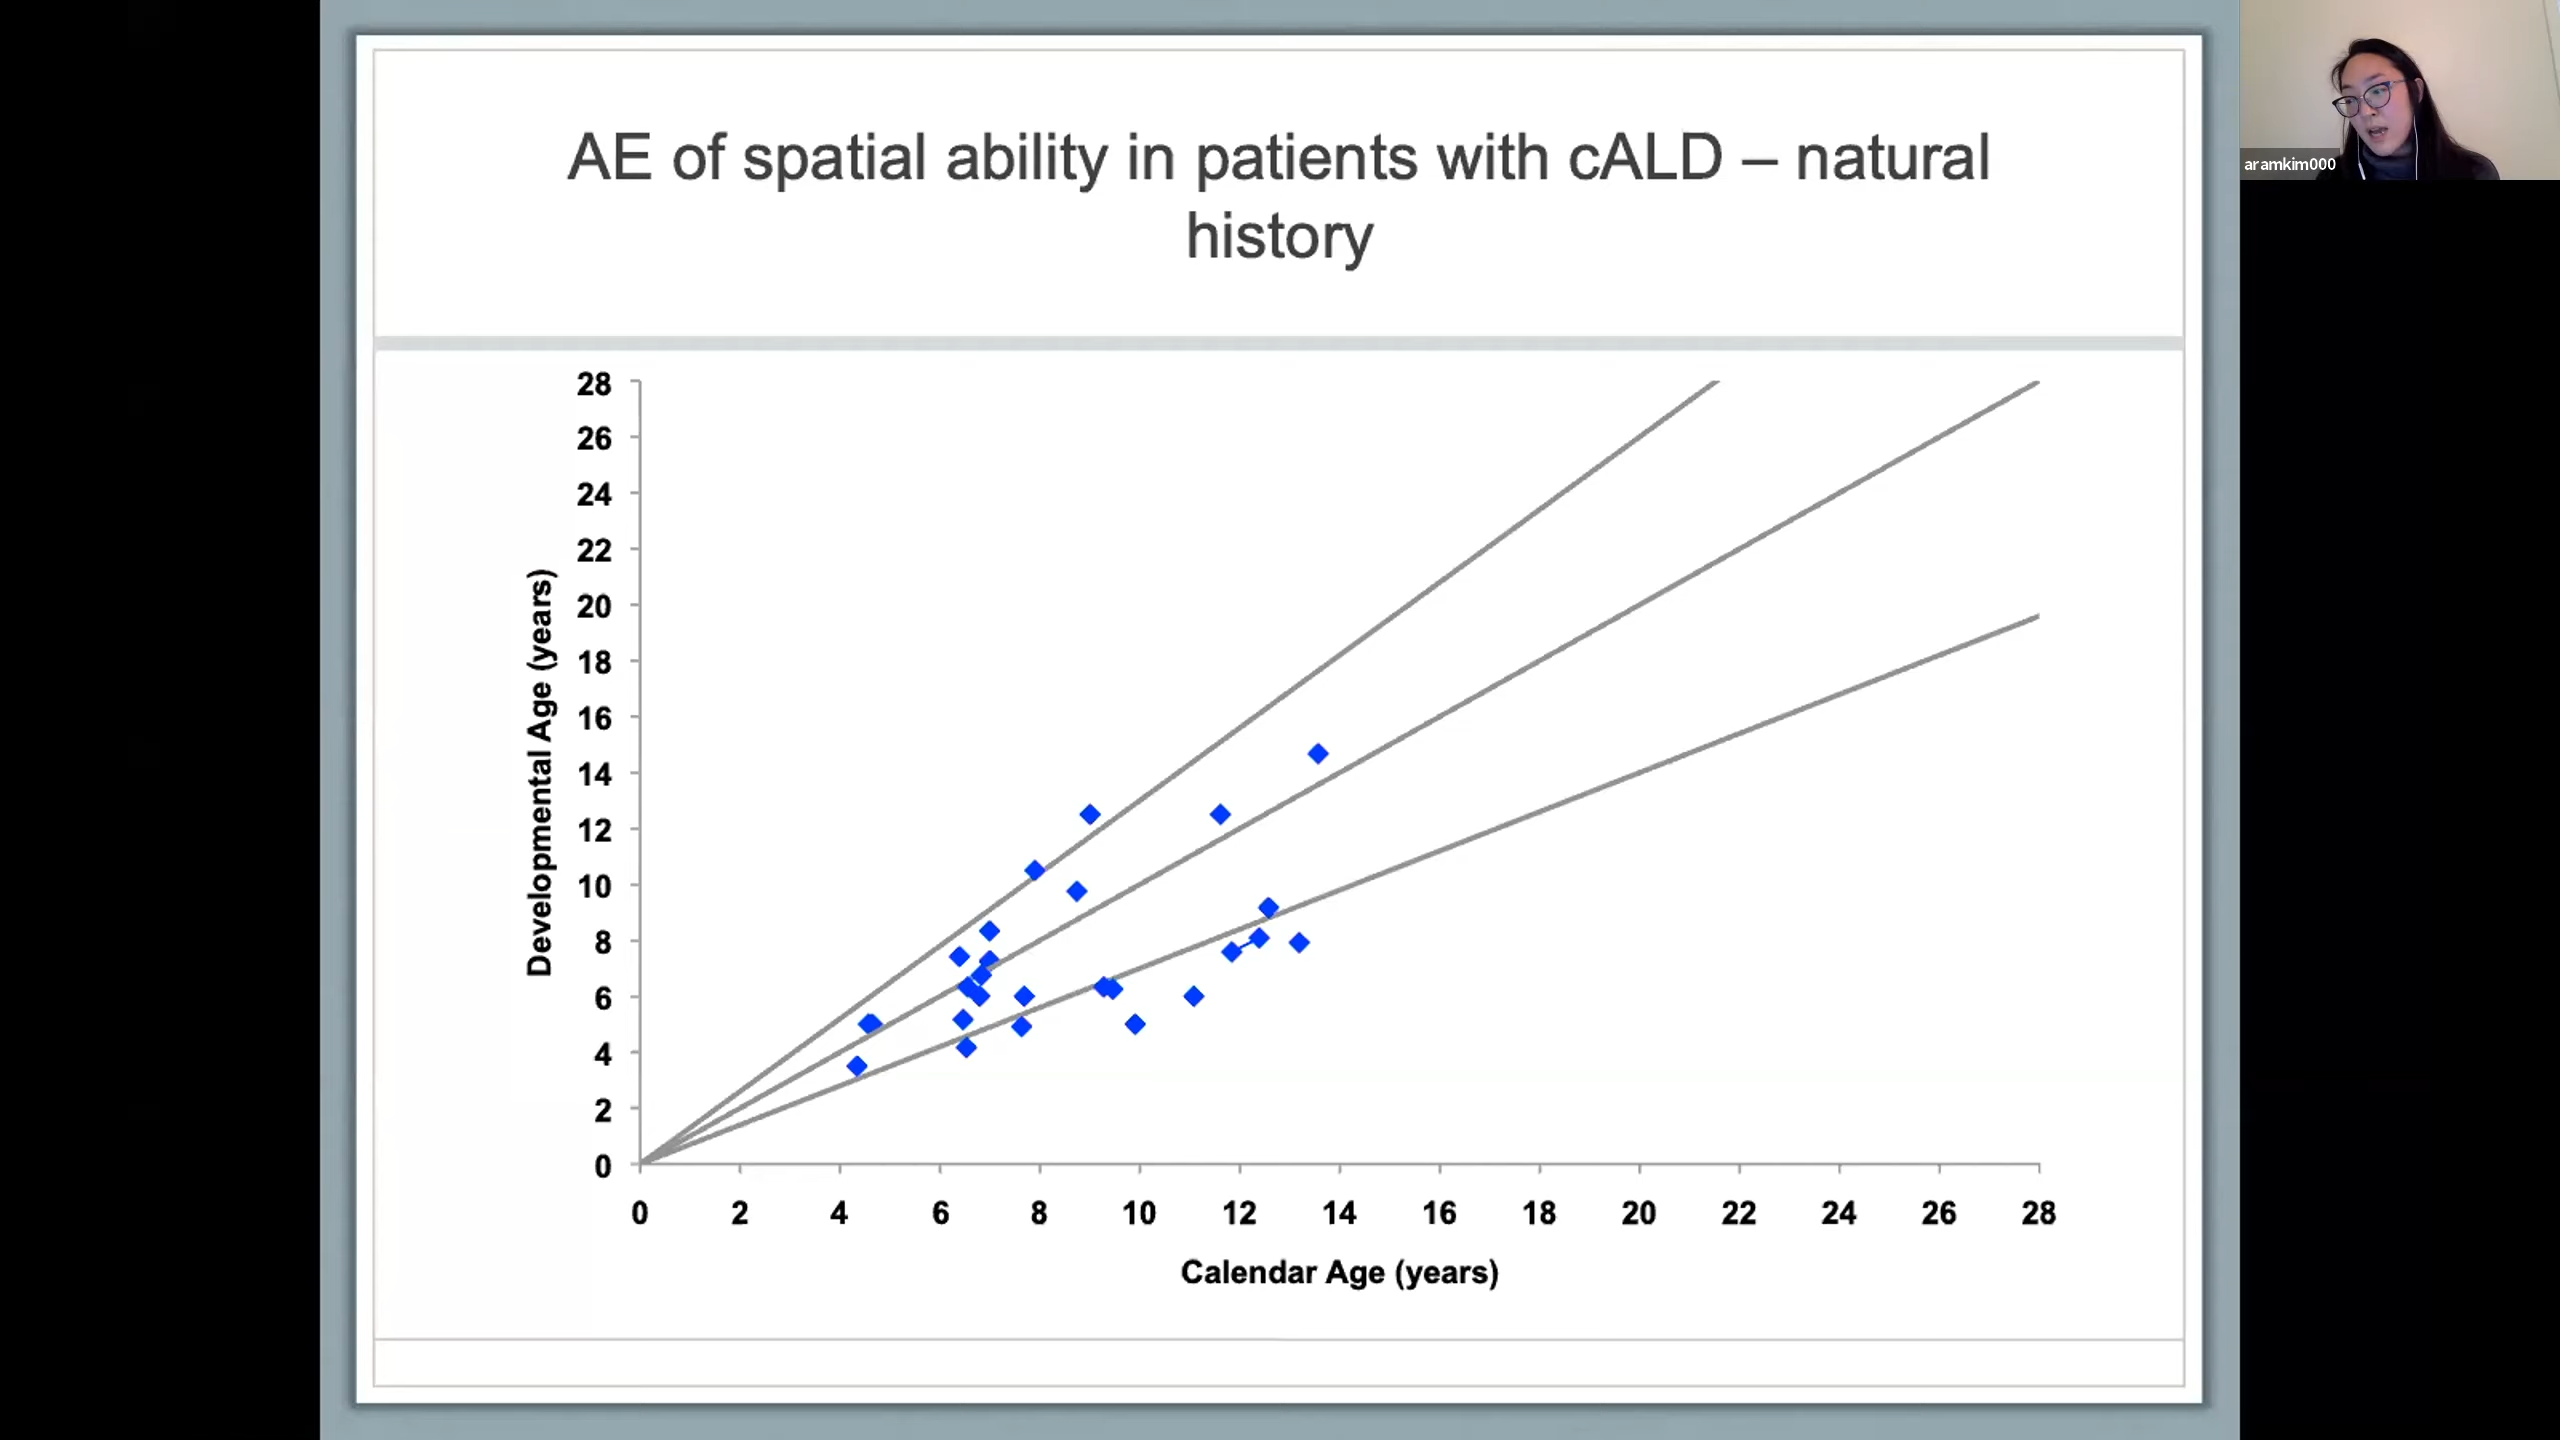 AE of spatial ability in patients with cALD – natural
history
aramkim000
28
26
24
22
20
18
16
14
12
10
8
6
4
2
0
Developmental Age (years)
0 2 4 6 8 10 12 14 16 18 20 22 24 26 28
Calendar Age (years)